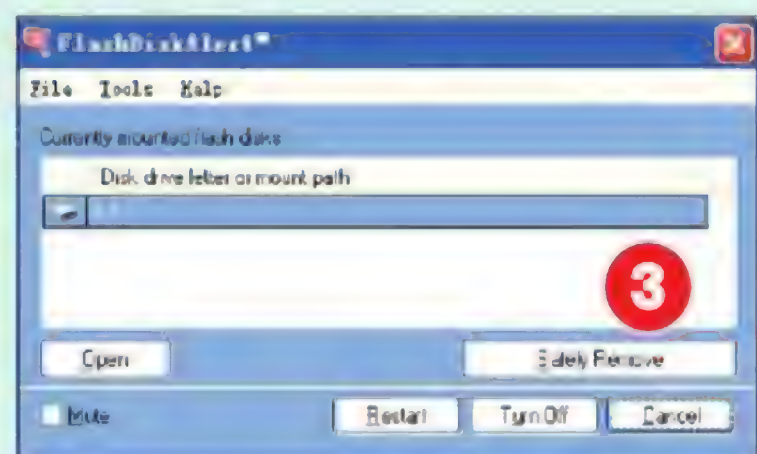 FlashDiskAlert™
File Tools Help
Currently mounted flash disks
Disk drive letter or mount path
3
Open Safely Remove
Mute Restart Turn Off Cancel